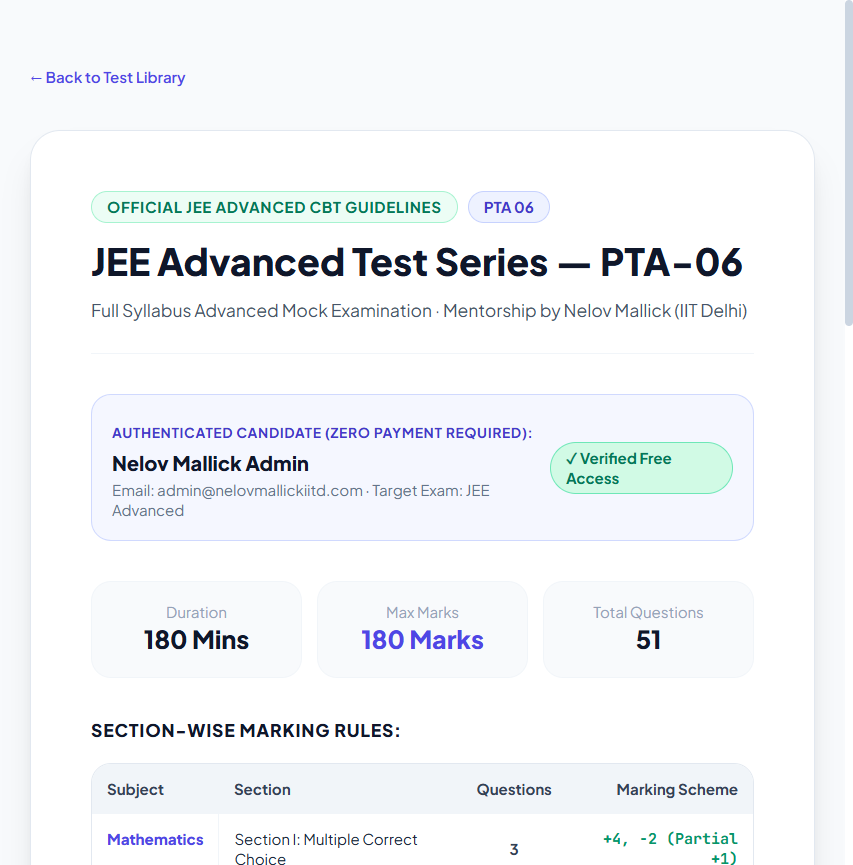 ← Back to Test Library
OFFICIAL JEE ADVANCED CBT GUIDELINES
PTA 06
JEE Advanced Test Series — PTA-06
Full Syllabus Advanced Mock Examination · Mentorship by Nelov Mallick (IIT Delhi)
AUTHENTICATED CANDIDATE (ZERO PAYMENT REQUIRED):
Nelov Mallick Admin
Email: admin@nelovmallickiitd.com · Target Exam: JEE
Advanced
✓ Verified Free
Access
Duration
180 Mins
Max Marks
180 Marks
Total Questions
51
SECTION-WISE MARKING RULES:
Subject Section Questions Marking Scheme
Mathematics
Section I: Multiple Correct
Choice
3
+4, -2 (Partial
+1)